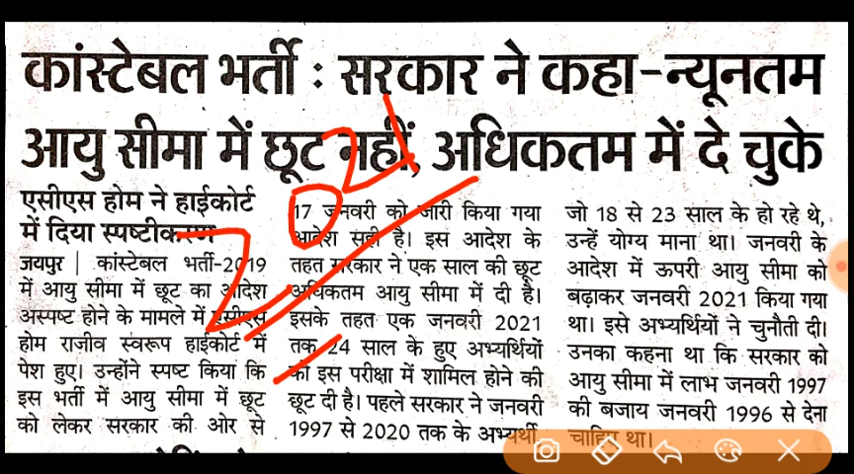 कांस्टेबल भर्ती : सरकार ने कहा-न्यूनतम
आयु सीमा में छूट नहीं, अधिकतम में दे चुके
एसीएस होम ने हाईकोर्ट
में दिया स्पष्टीकरण
जयपुर | कांस्टेबल भर्ती-2019
में आयु सीमा में छूट का आदेश
अस्पष्ट होने के मामले में एसीएस
होम राजीव स्वरूप हाईकोर्ट में
पेश हुए। उन्होंने स्पष्ट किया कि
इस भर्ती में आयु सीमा में छूट
को लेकर सरकार की ओर से
17 जनवरी को जारी किया गया
आदेश सही है। इस आदेश के
तहत सरकार ने एक साल की छूट
अधिकतम आयु सीमा में दी है।
इसके तहत एक जनवरी 2021
तक 24 साल के हुए अभ्यर्थियों
को इस परीक्षा में शामिल होने की
छूट दी है। पहले सरकार ने जनवरी
1997 से 2020 तक के अभ्यर्थी
जो 18 से 23 साल के हो रहे थे,
उन्हें योग्य माना था। जनवरी के
आदेश में ऊपरी आयु सीमा को
बढ़ाकर जनवरी 2021 किया गया
था। इसे अभ्यर्थियों ने चुनौती दी।
उनका कहना था कि सरकार को
आयु सीमा में लाभ जनवरी 1997
की बजाय जनवरी 1996 से देना
चाहिए था।
2021